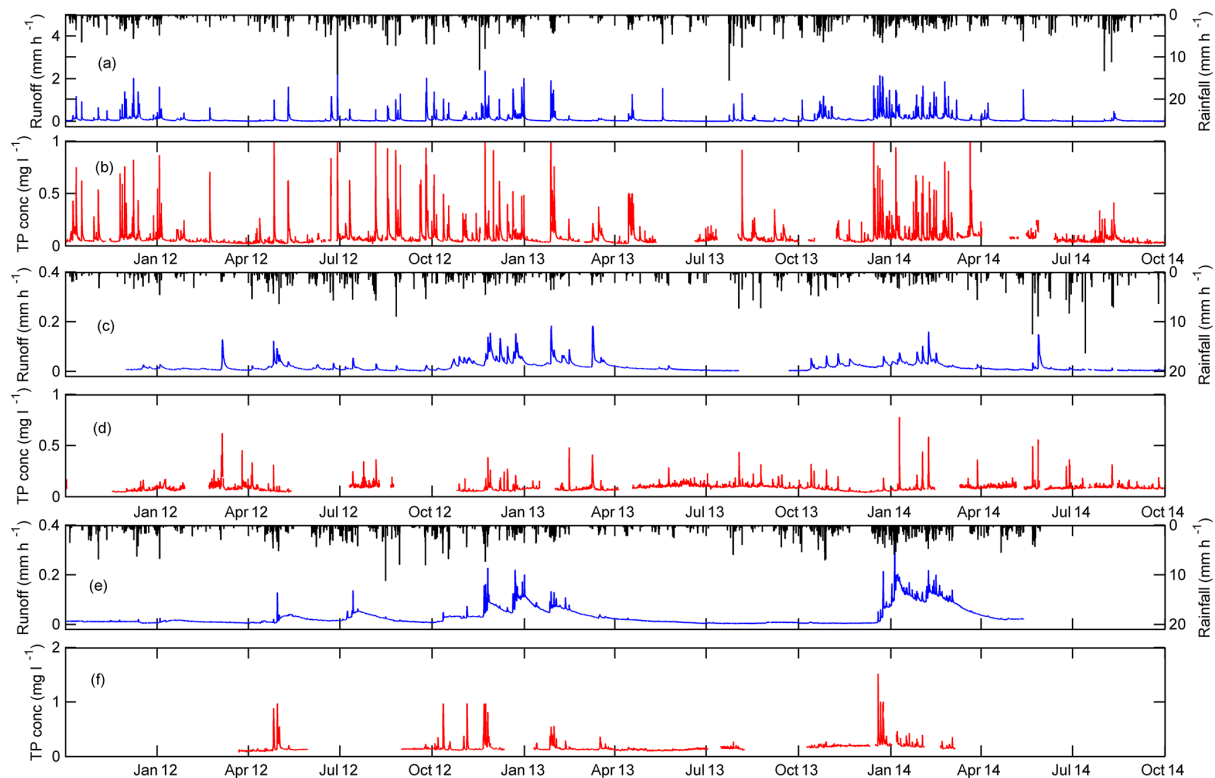 Runoff (mm h⁻¹)
4
2
0
(a)
0
10
20
Rainfall (mm h⁻¹)
TP conc (mg l⁻¹)
1
0.5
0
(b)
Jan 12 Apr 12 Jul 12 Oct 12 Jan 13 Apr 13 Jul 13 Oct 13 Jan 14 Apr 14 Jul 14 Oct 14
Runoff (mm h⁻¹)
0.4
0.2
0
(c)
0
10
20
Rainfall (mm h⁻¹)
TP conc (mg l⁻¹)
1
0.5
0
(d)
Jan 12 Apr 12 Jul 12 Oct 12 Jan 13 Apr 13 Jul 13 Oct 13 Jan 14 Apr 14 Jul 14 Oct 14
Runoff (mm h⁻¹)
0.4
0.2
0
(e)
0
10
20
Rainfall (mm h⁻¹)
TP conc (mg l⁻¹)
2
1
0
(f)
Jan 12 Apr 12 Jul 12 Oct 12 Jan 13 Apr 13 Jul 13 Oct 13 Jan 14 Apr 14 Jul 14 Oct 14